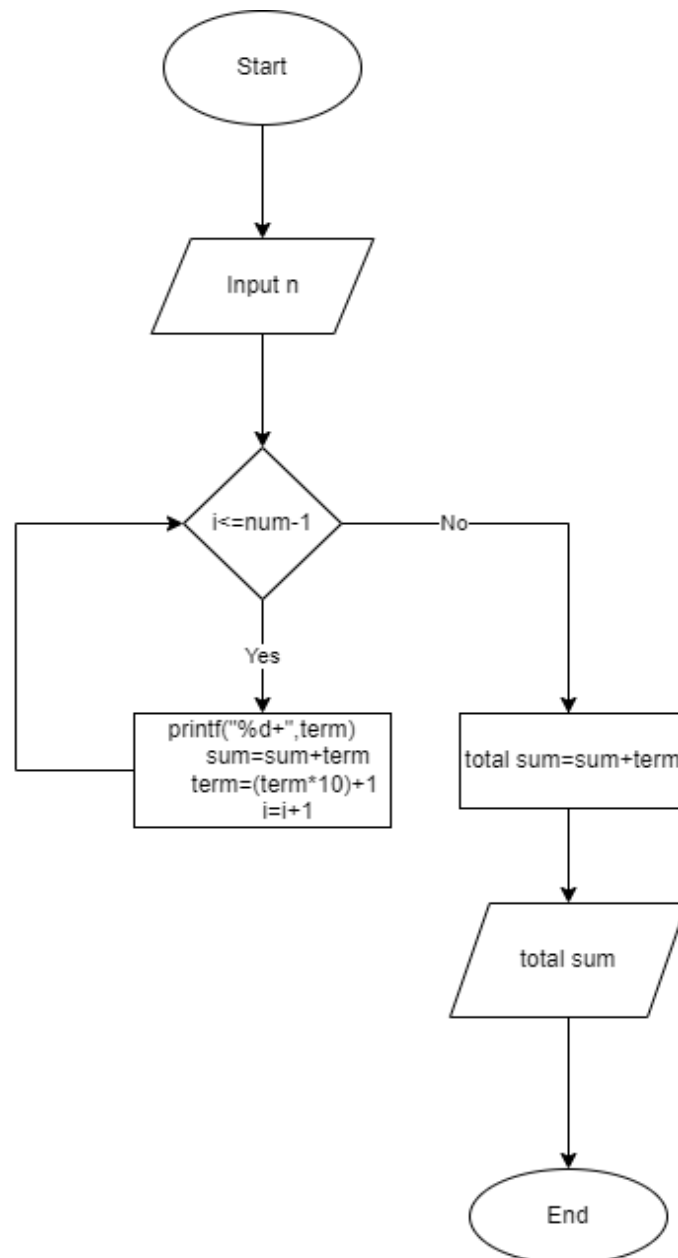 Start
Input n
i<=num-1
No
Yes
printf("%d+",term)
sum=sum+term
term=(term*10)+1
i=i+1
total sum=sum+term
total sum
End